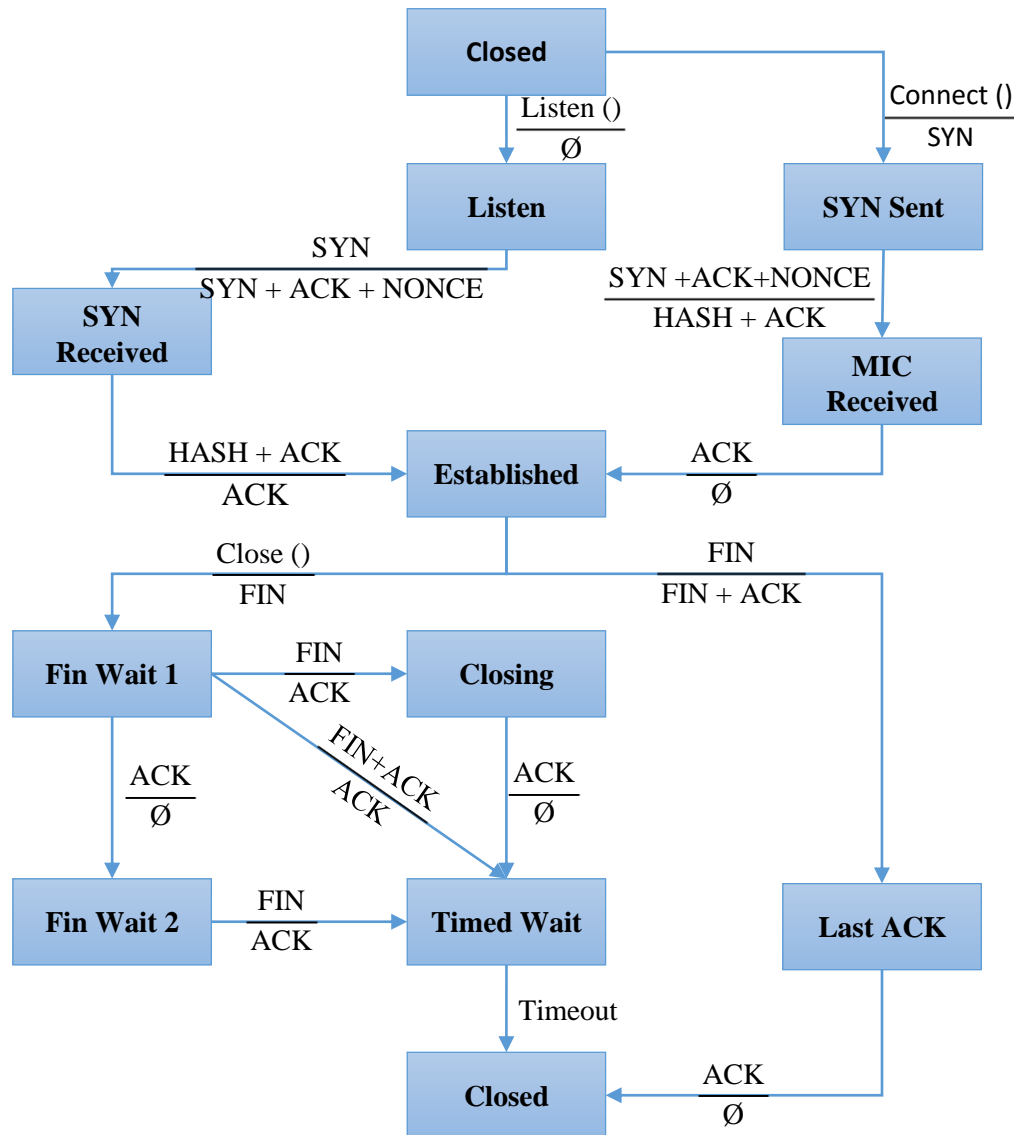 Closed
Listen ()
Ø
Connect ()
SYN
Listen
SYN Sent
SYN
SYN + ACK + NONCE
SYN +ACK+NONCE
HASH + ACK
SYN
Received
MIC
Received
HASH + ACK
ACK
Established
ACK
Ø
Close ()
FIN
FIN
FIN + ACK
Fin Wait 1
FIN
ACK
Closing
FIN+ACK
ACK
ACK
Ø
ACK
Ø
Fin Wait 2
FIN
ACK
Timed Wait
Last ACK
Timeout
Closed
ACK
Ø